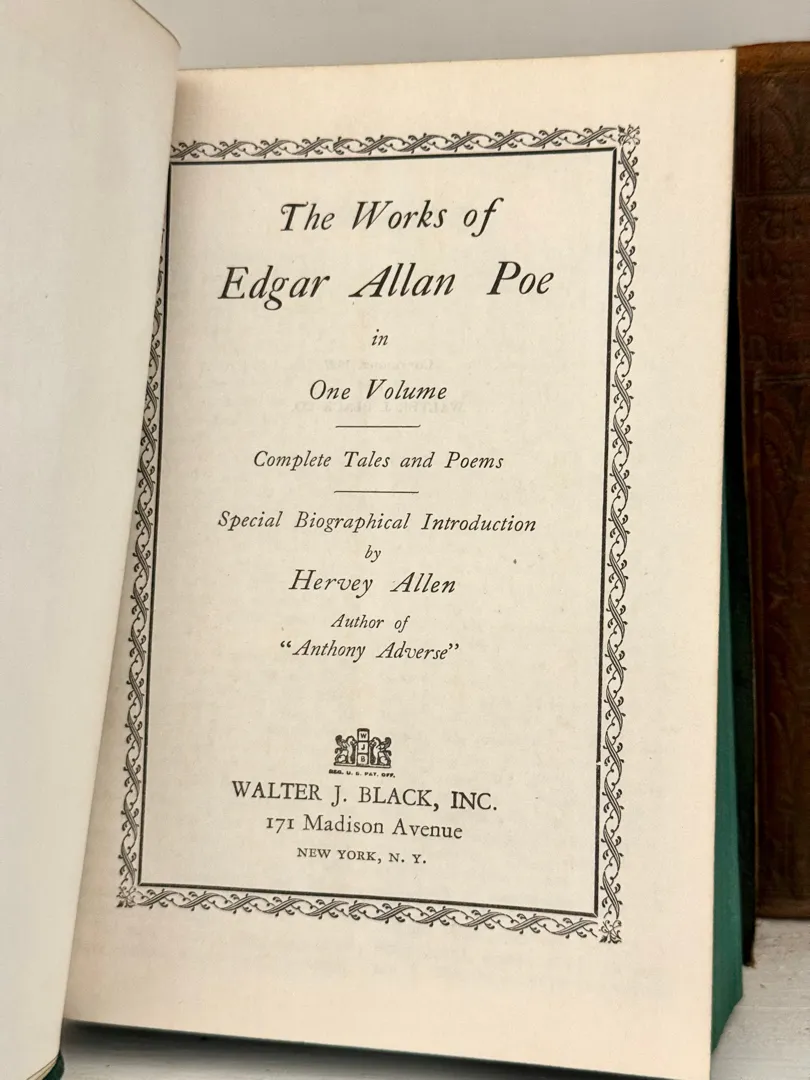 The Works of
Edgar Allan Poe
in
One Volume
Complete Tales and Poems
Special Biographical Introduction
by
Hervey Allen
Author of
"Anthony Adverse"
W
J
B
REG. U. S. PAT. OFF.
WALTER J. BLACK, INC.
171 Madison Avenue
NEW YORK, N. Y.